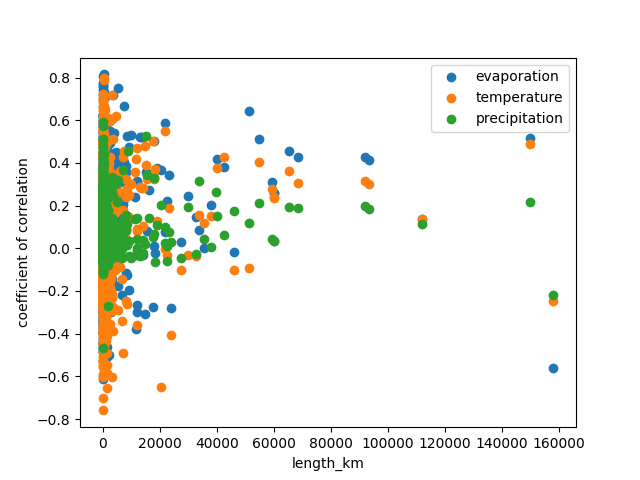 evaporation
temperature
precipitation
0.8
0.6
0.4
0.2
0.0
−0.2
−0.4
−0.6
−0.8
coefficient of correlation
0 20000 40000 60000 80000 100000 120000 140000 160000
length_km